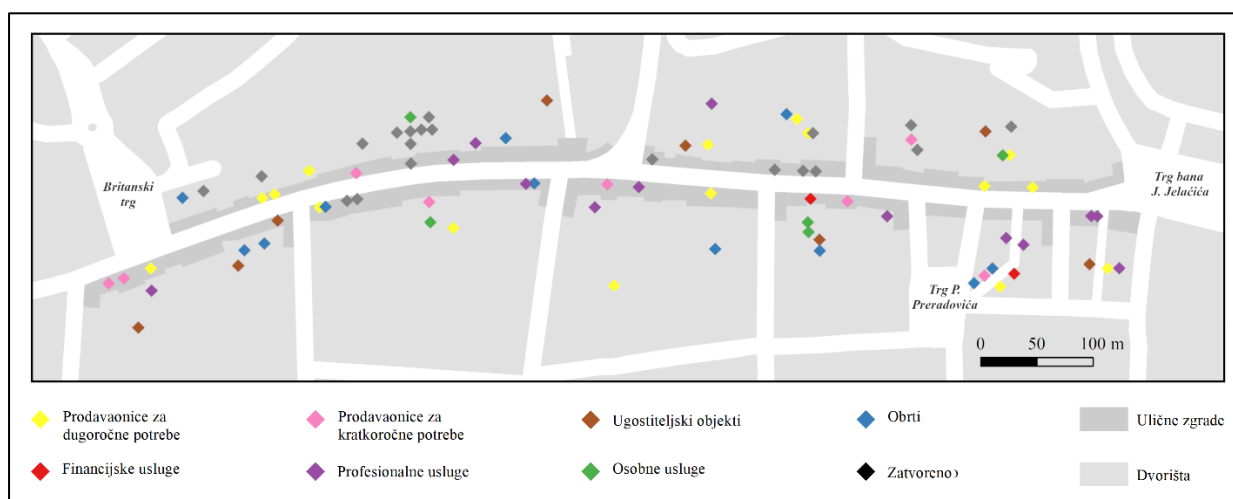 Britanski
trg
Trg bana
J. Jelačića
Trg P.
Preradovića
0 50 100 m
Prodavaonice za
dugoročne potrebe
Prodavaonice za
kratkoročne potrebe
Ugostiteljski objekti
Obrti
Ulične zgrade
Financijske usluge
Profesionalne usluge
Osobne usluge
Zatvoreno
Dvorišta